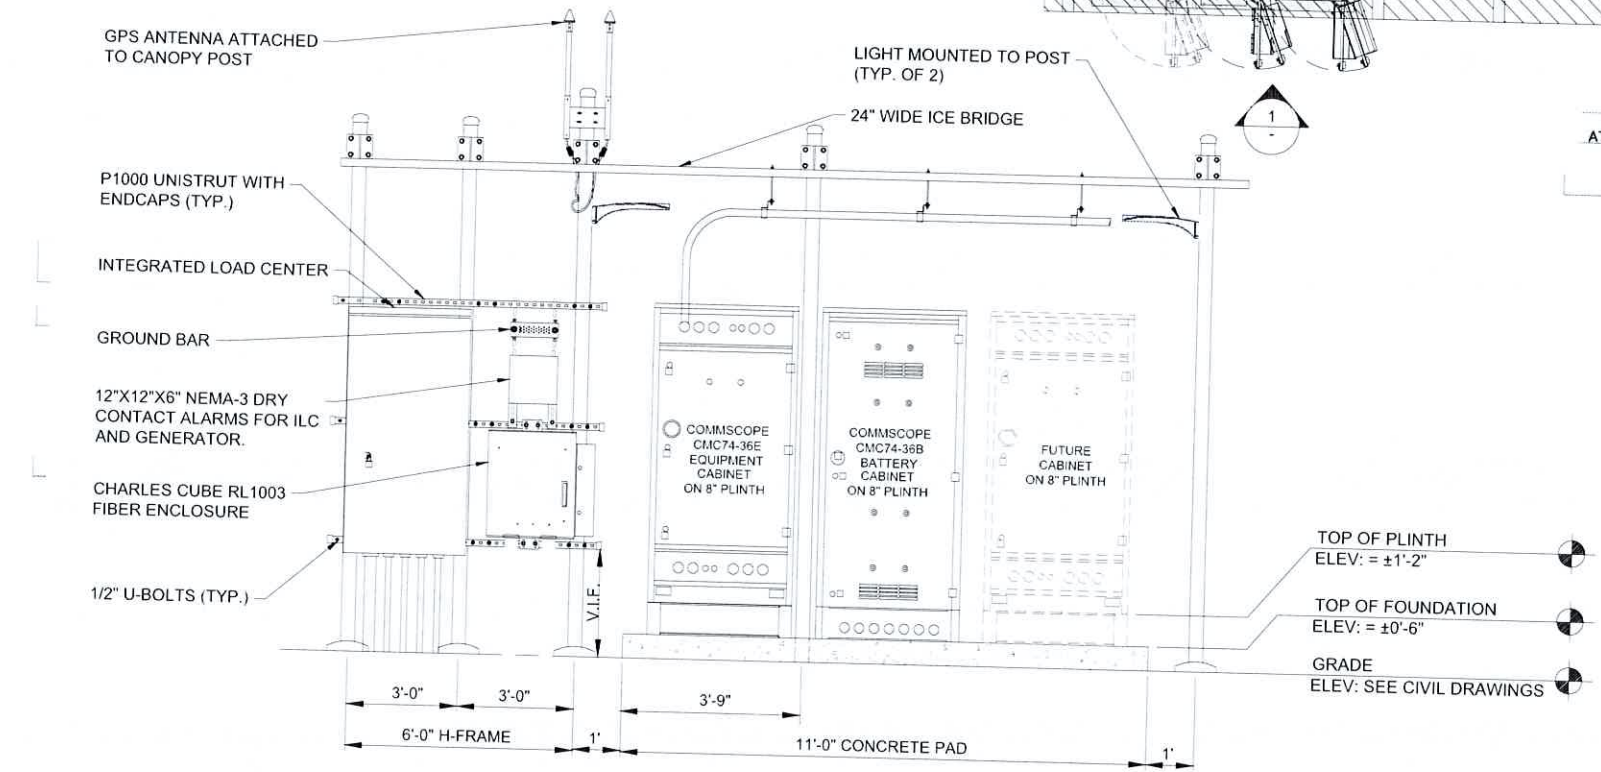 GPS ANTENNA ATTACHED
TO CANOPY POST
LIGHT MOUNTED TO POST
(TYP. OF 2)
24" WIDE ICE BRIDGE
1
-
P1000 UNISTRUT WITH
ENDCAPS (TYP.)
INTEGRATED LOAD CENTER
GROUND BAR
12"X12"X6" NEMA-3 DRY
CONTACT ALARMS FOR ILC
AND GENERATOR.
CHARLES CUBE RL1003
FIBER ENCLOSURE
1/2" U-BOLTS (TYP.)
V.I.F.
COMMSCOPE
CMC74-36E
EQUIPMENT
CABINET
ON 8" PLINTH
COMMSCOPE
CMC74-36B
BATTERY
CABINET
ON 8" PLINTH
FUTURE
CABINET
ON 8" PLINTH
TOP OF PLINTH
ELEV: = ±1'-2"
TOP OF FOUNDATION
ELEV: = ±0'-6"
GRADE
ELEV: SEE CIVIL DRAWINGS
3'-0"
3'-0"
3'-9"
6'-0" H-FRAME
1'
11'-0" CONCRETE PAD
1'